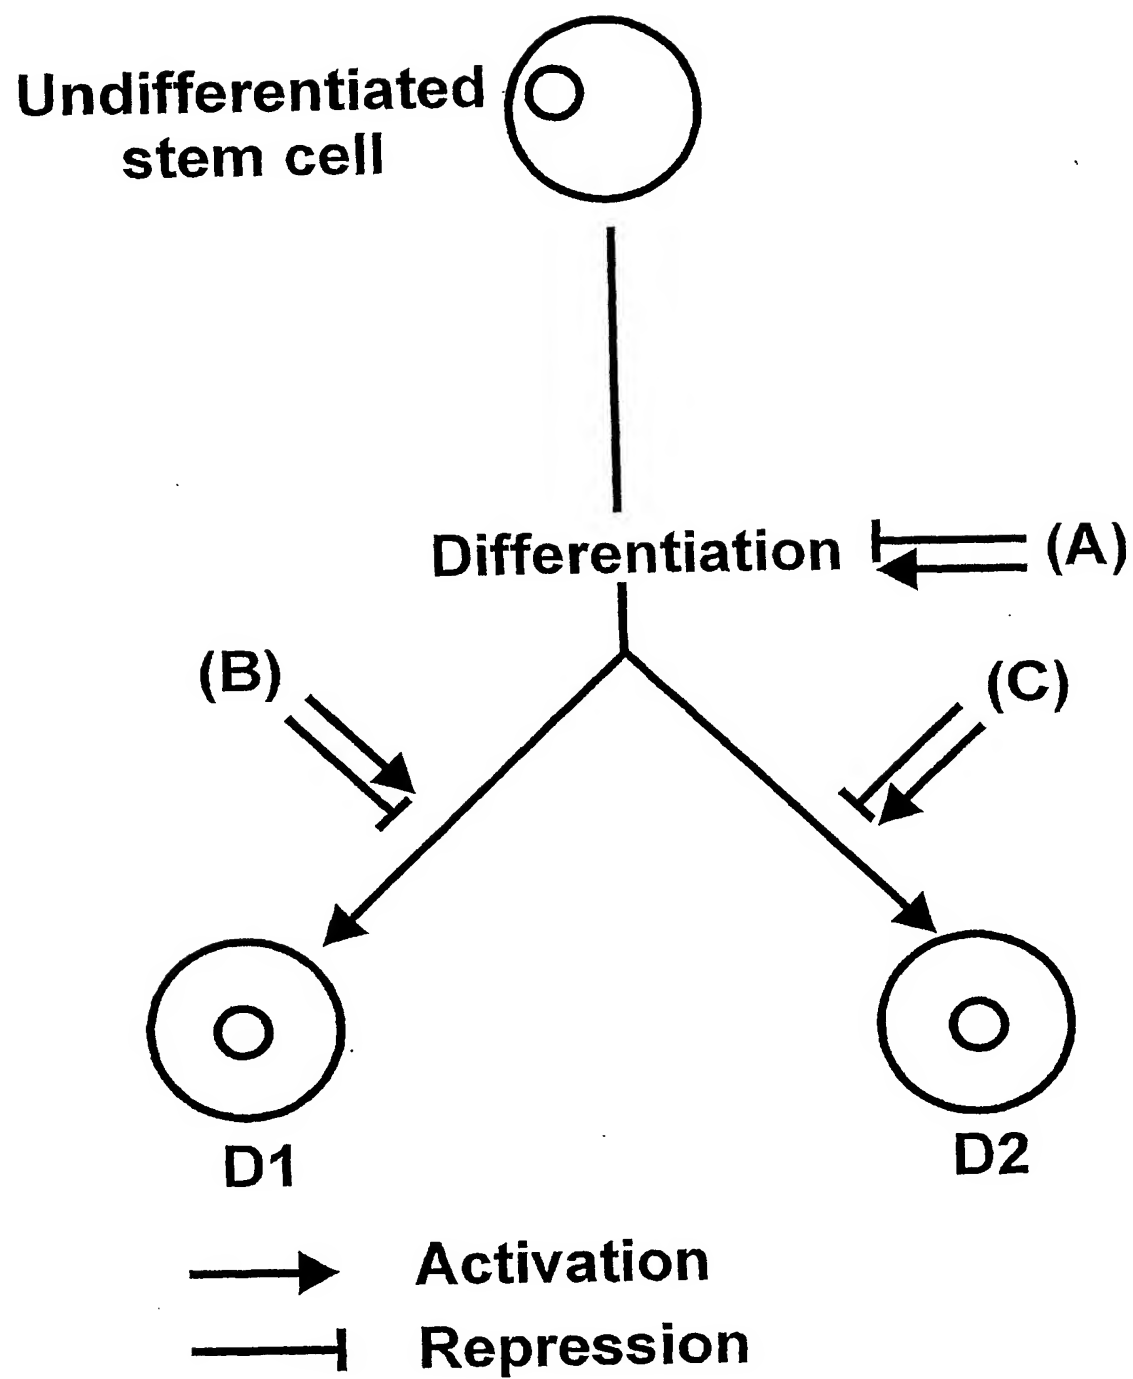 Undifferentiated
stem cell
Differentiation
(A)
(B)
(C)
D1
D2
Activation
Repression